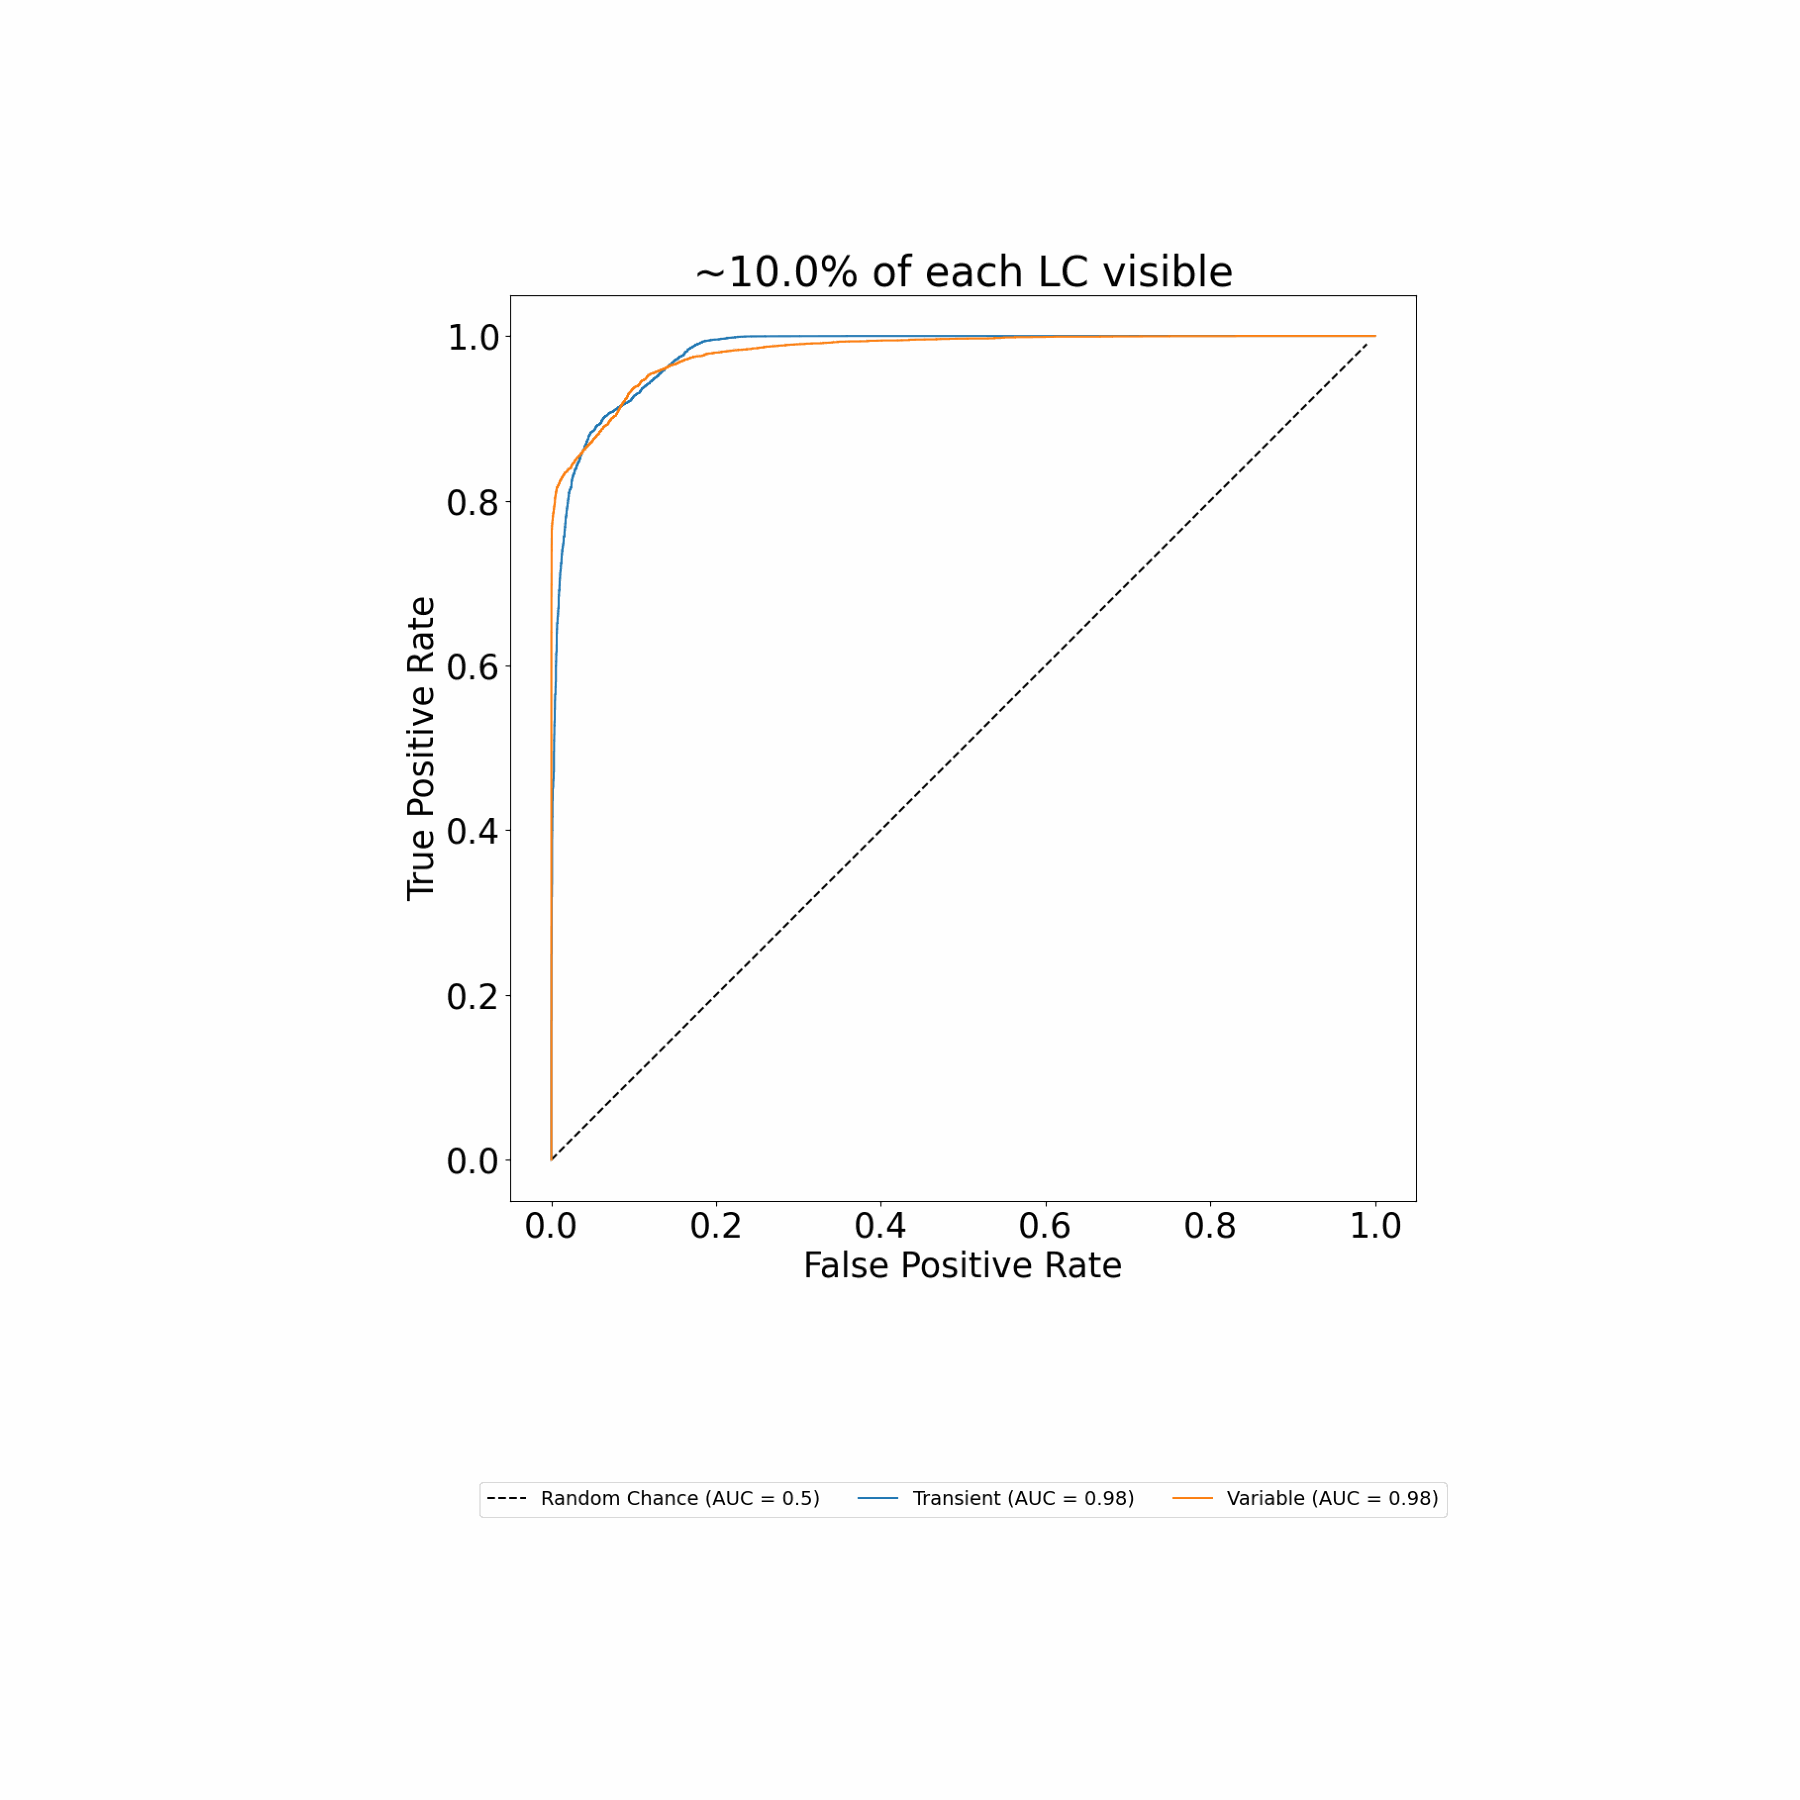 ~10.0% of each LC visible
True Positive Rate
1.0
0.8
0.6
0.4
0.2
0.0
0.0 0.2 0.4 0.6 0.8 1.0
False Positive Rate
Random Chance (AUC = 0.5) Transient (AUC = 0.98) Variable (AUC = 0.98)